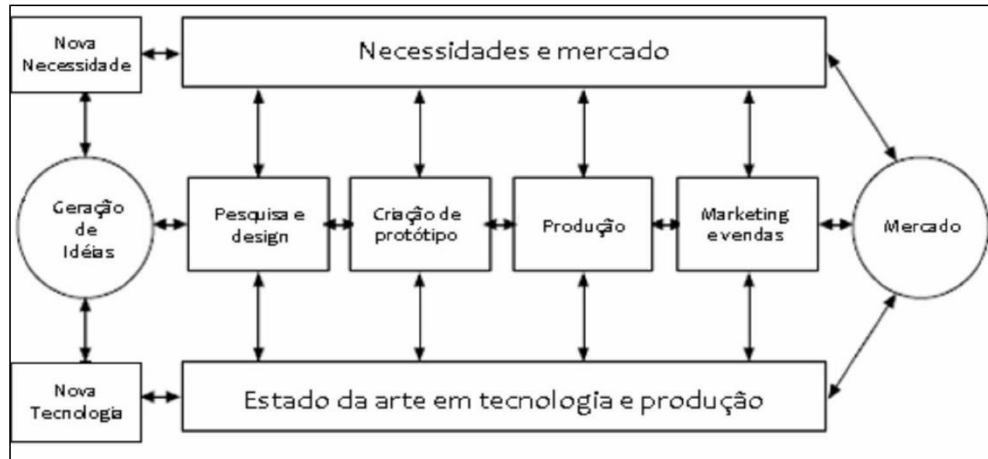 Nova
Necessidade
Necessidades e mercado
Geração
de
Idéias
Pesquisa e
design
Criação de
protótipo
Produção
Marketing
e vendas
Mercado
Nova
Tecnologia
Estado da arte em tecnologia e produção